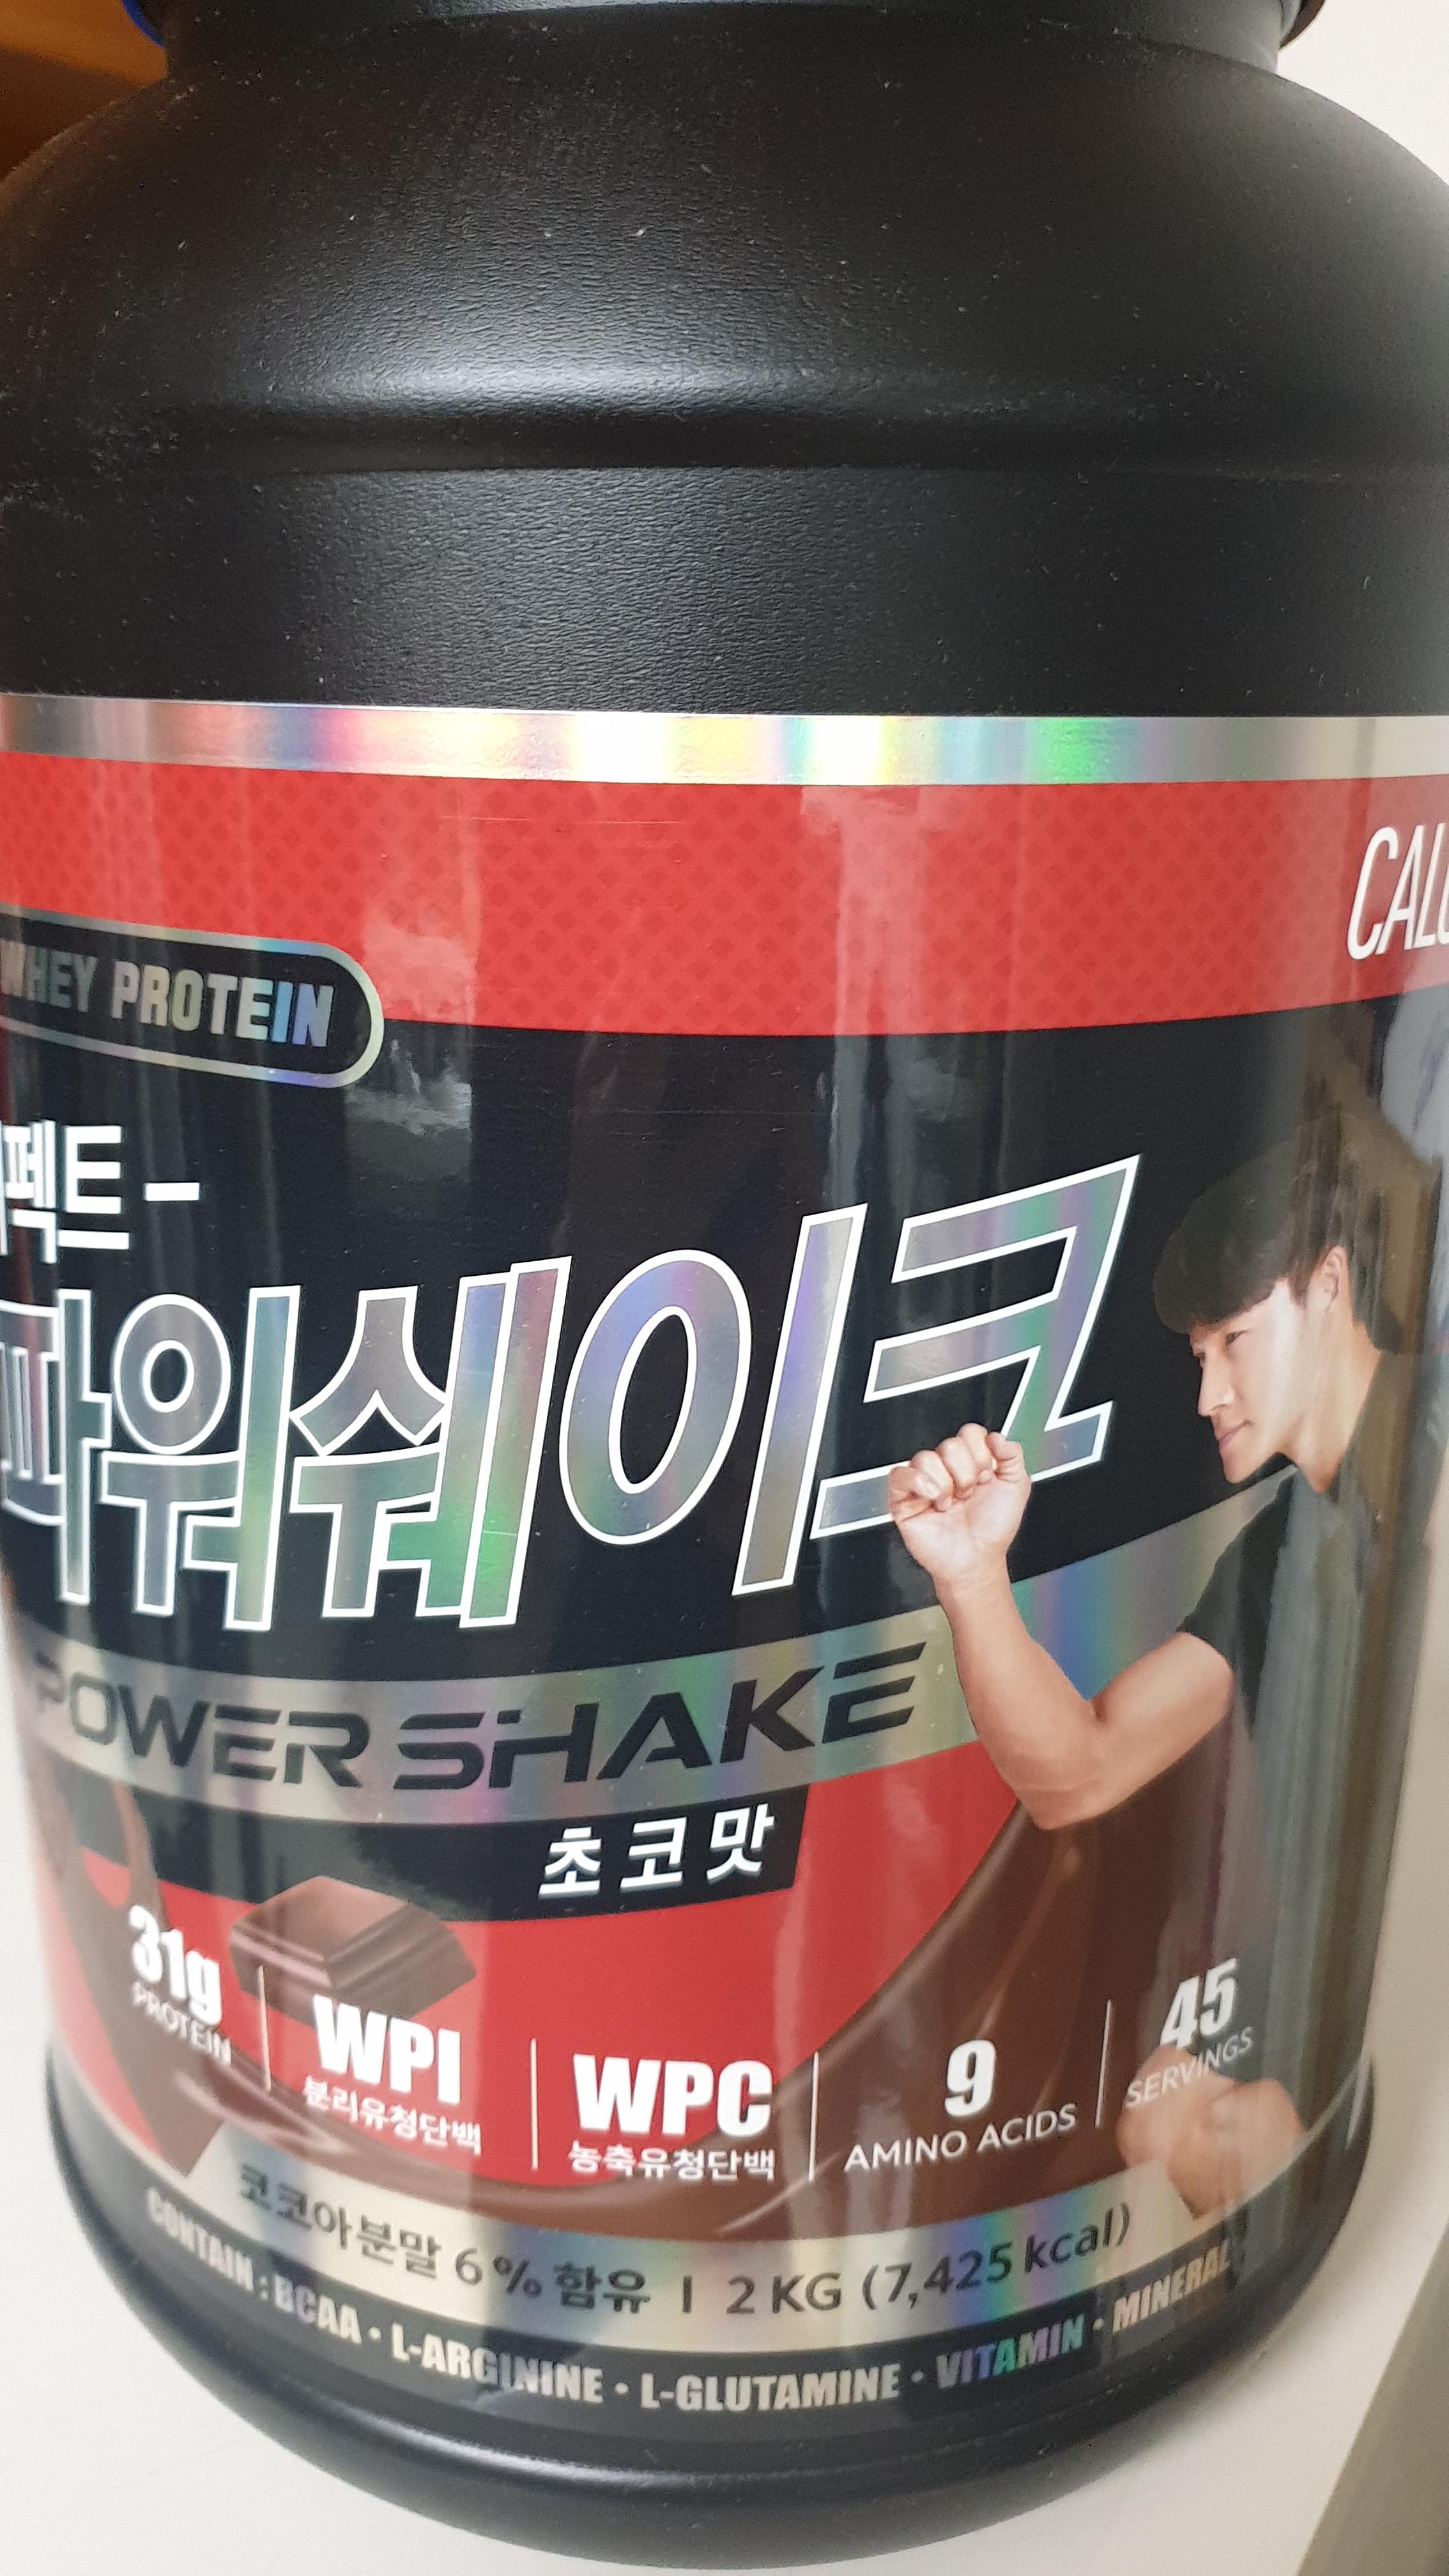 CALO
WHEY PROTEIN
펙트 -
파워쉐이크
POWER SHAKE
초코맛
31g
PROTEIN
WPI
분리유청단백
WPC
농축유청단백
9
AMINO ACIDS
45
SERVINGS
코코아분말 6% 함유 | 2 KG (7,425 kcal)
CONTAIN : BCAA • L-ARGININE • L-GLUTAMINE • VITAMIN • MINERAL